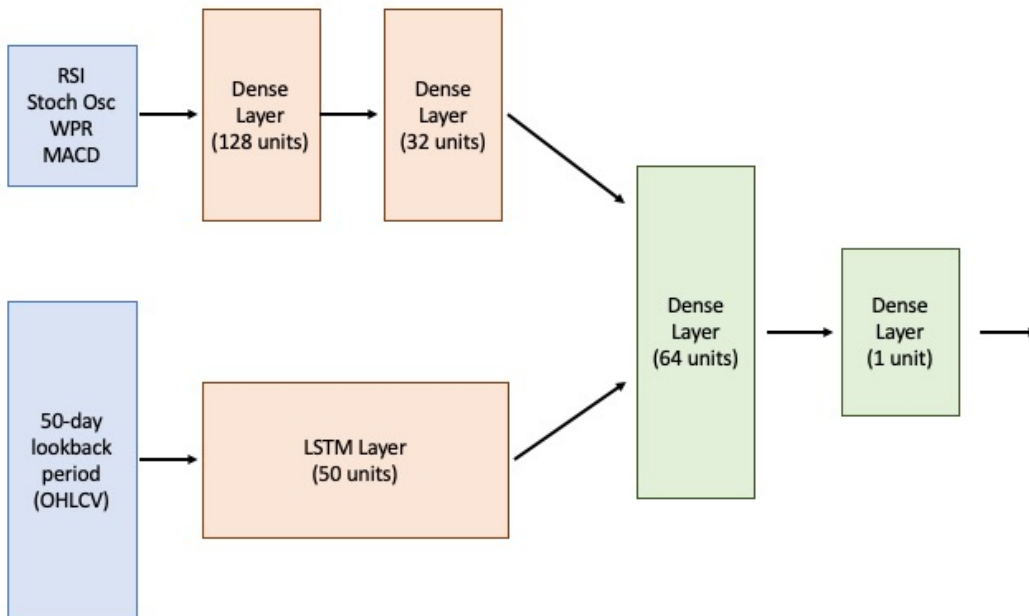 RSI
Stoch Osc
WPR
MACD
Dense
Layer
(128 units)
Dense
Layer
(32 units)
50-day
lookback
period
(OHLCV)
LSTM Layer
(50 units)
Dense
Layer
(64 units)
Dense
Layer
(1 unit)